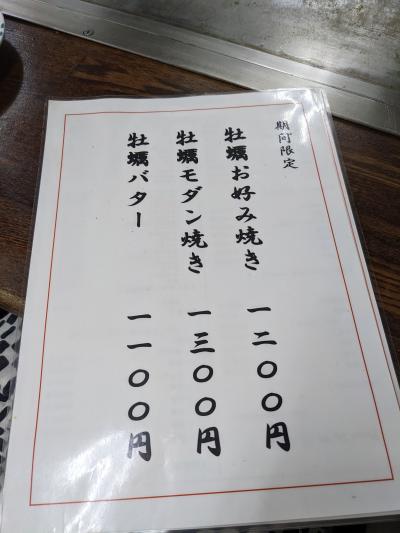 期间限定
牡蠣お好み焼き 一二〇〇円
牡蠣モダン焼き 一三〇〇円
牡蠣バター 一一〇〇円